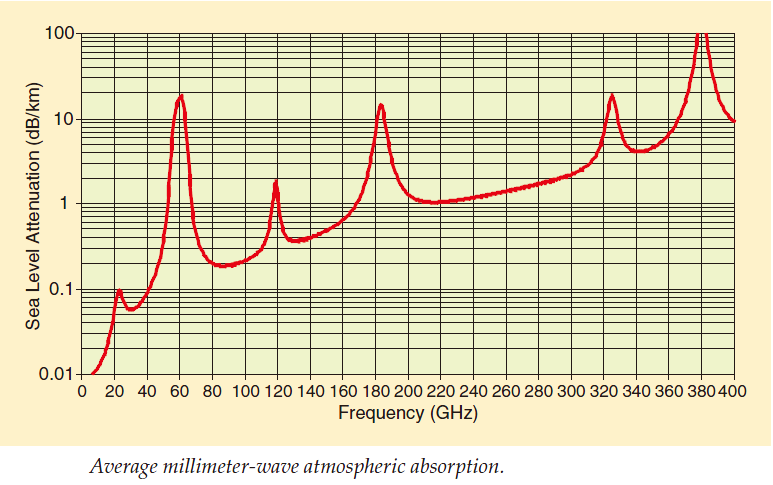 100
10
1
0.1
0.01
Sea Level Attenuation (dB/km)
0 20 40 60 80 100 120 140 160 180 200 220 240 260 280 300 320 340 360 380 400
Frequency (GHz)
Average millimeter-wave atmospheric absorption.